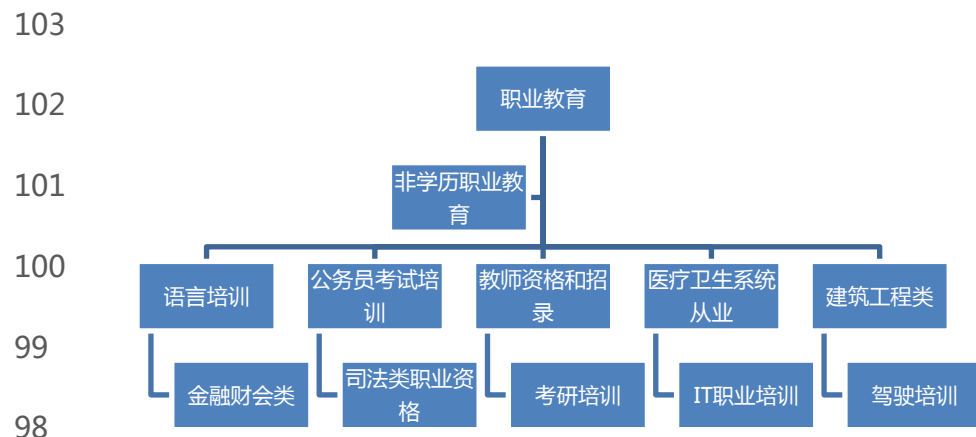 103
102
职业教育
101
非学历职业教
育
100
语言培训
公务员考试培
训
教师资格和招
录
医疗卫生系统
从业
建筑工程类
99
金融财会类
司法类职业资
格
考研培训
IT职业培训
驾驶培训
98